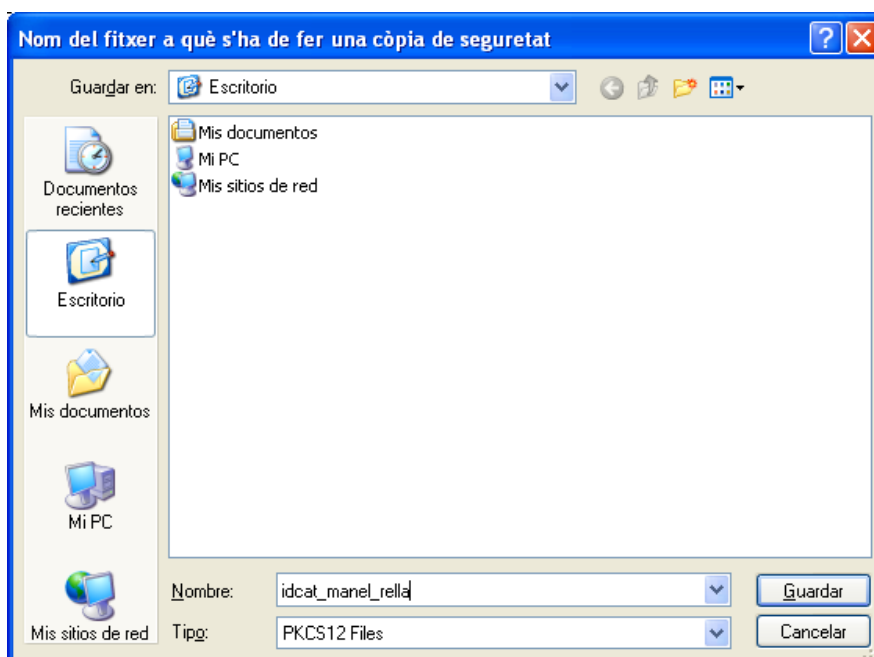 Nom del fitxer a què s'ha de fer una còpia de seguretat
Guardar en: Escritorio
Mis documentos
Mi PC
Mis sitios de red
Documentos
recientes
Escritorio
Mis documentos
Mi PC
Mis sitios de red
Nombre: idcat_manel_rella Guardar
Tipo: PKCS12 Files Cancelar